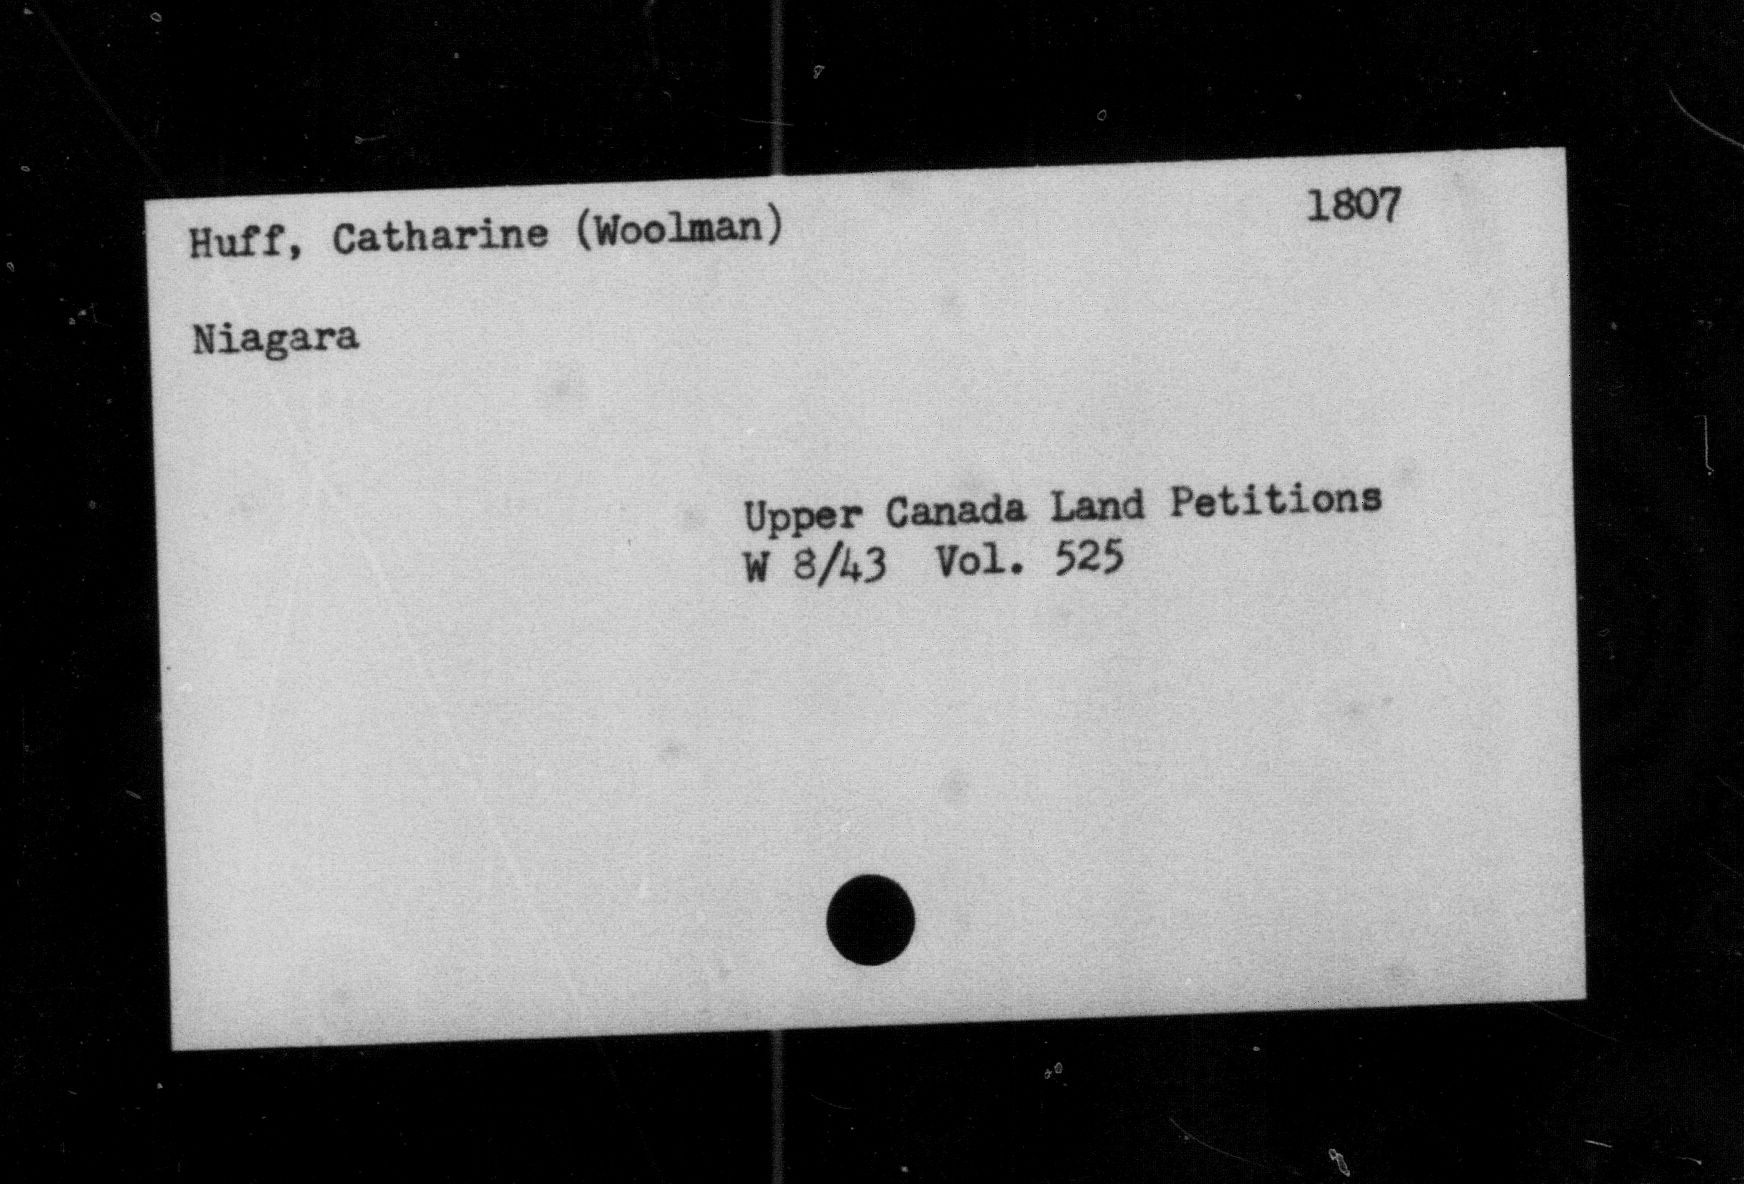 Huff, Catharine (Woolman) 1807
Niagara
Upper Canada Land Petitions
W 8/43 Vol. 525